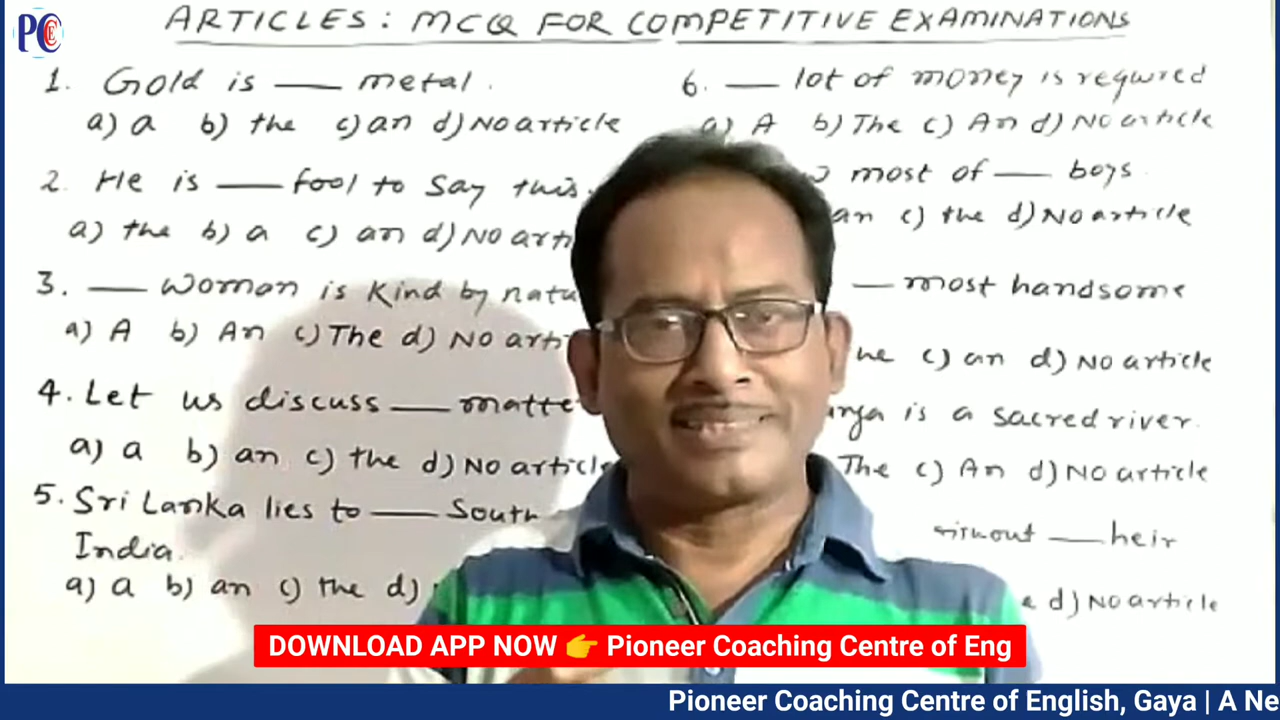 PCCE
ARTICLES: MCQ FOR COMPETITIVE EXAMINATIONS
1. Gold is ___ metal.
a) a b) the c) an d) No article
2. He is ___ fool to say this.
a) the b) a c) an d) No arti
3. ___ woman is kind by natu
a) A b) An c) The d) No arti
4. Let us discuss ___ matte
a) a b) an c) the d) No article
5. Sri Lanka lies to ___ South
India.
a) a b) an c) the d)
6. ___ lot of money is required
a) A b) The c) An d) No article
most of ___ boys.
an c) the d) No article
___ most handsome
he c) an d) No article
anga is a sacred river.
The c) An d) No article
___ heir
d) No article
DOWNLOAD APP NOW 👉 Pioneer Coaching Centre of Eng
Pioneer Coaching Centre of English, Gaya | A Ne